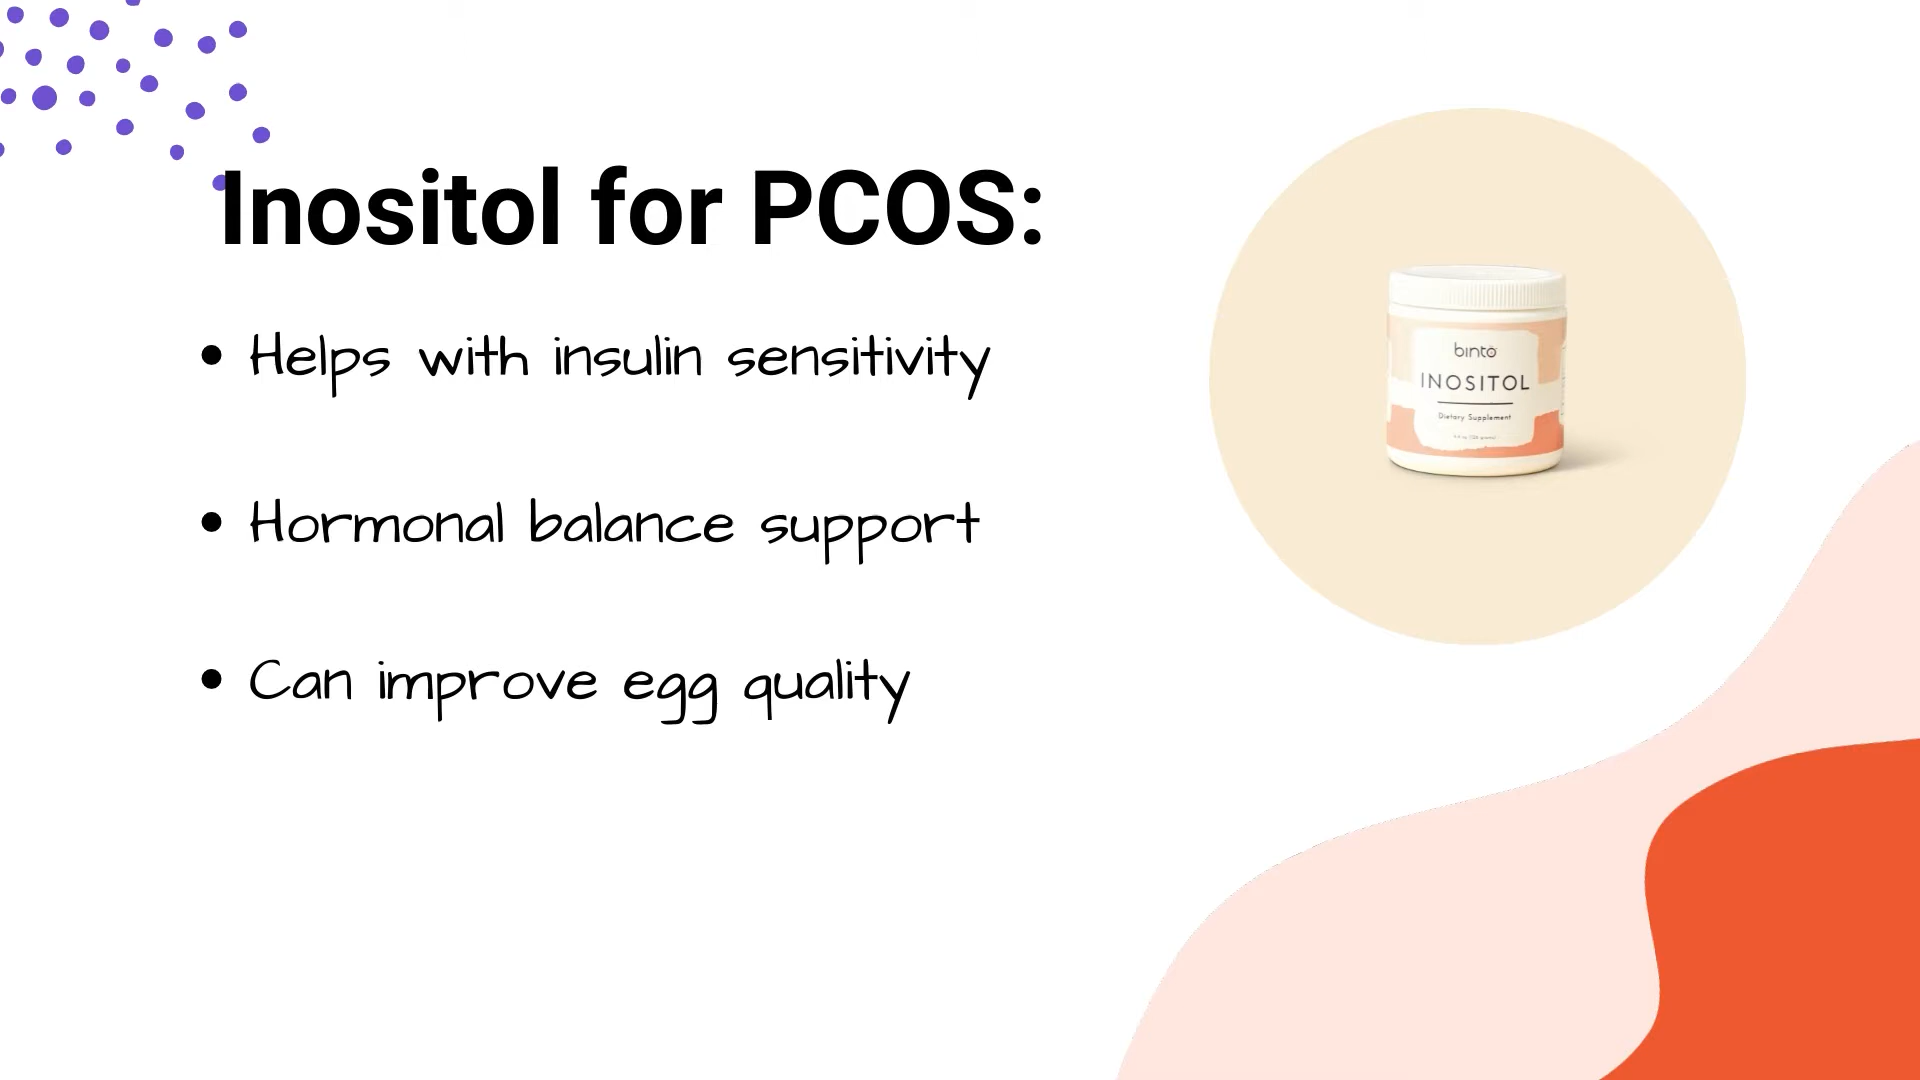 Inositol for PCOS:
• Helps with insulin sensitivity
• Hormonal balance support
• Can improve egg quality
binto
INOSITOL
Dietary Supplement